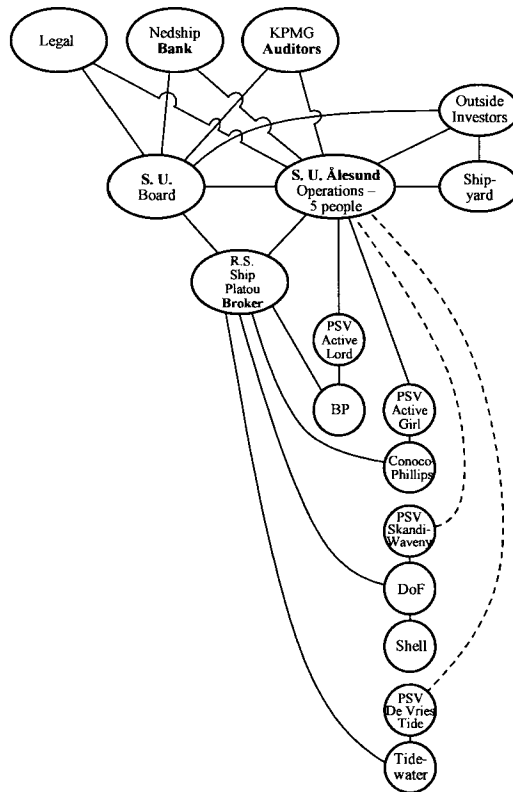 Legal
Nedship
Bank
KPMG
Auditors
Outside
Investors
S. U.
Board
S. U. Ålesund
Operations –
5 people
Ship-
yard
R.S.
Ship
Platou
Broker
PSV
Active
Lord
BP
PSV
Active
Girl
Conoco-
Phillips
PSV
Skandi-
Waveny
DoF
Shell
PSV
De Vries
Tide
Tide-
water